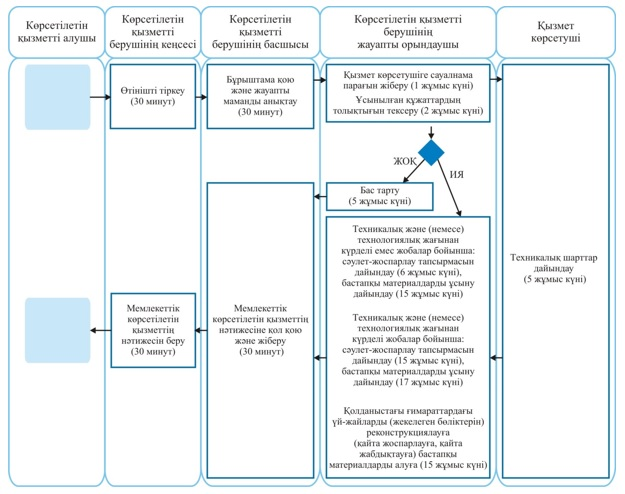 Көрсетілетін
қызметті алушы
Көрсетілетін
қызметті
берушінің кеңсесі
Көрсетілетін
қызметті
берушінің басшысы
Көрсетілетін қызметті
берушінің
жауапты орындаушы
Қызмет
көрсетуші
Өтінішті тіркеу
(30 минут)
Бұрыштама қою
және жауапты
маманды анықтау
(30 минут)
Қызмет көрсетушіге сауалнама
парағын жіберу (1 жұмыс күні)
Ұсынылған құжаттардың
толықтығын тексеру (2 жұмыс күні)
ЖОҚ
ИЯ
Бас тарту
(5 жұмыс күні)
Техникалық және (немесе)
технологиялық жағынан
күрделі емес жобалар бойынша:
сәулет-жоспарлау тапсырмасын
дайындау (6 жұмыс күні),
бастапқы материалдарды ұсыну
дайындау (15 жұмыс күні)
Техникалық және (немесе)
технологиялық жағынан
күрделі жобалар бойынша:
сәулет-жоспарлау тапсырмасын
дайындау (15 жұмыс күні),
бастапқы материалдарды ұсыну
дайындау (17 жұмыс күні)
Қолданыстағы ғимараттардағы
үй-жайларды (жекелеген бөліктерін)
реконструкциялауға
(қайта жоспарлауға, қайта
жабдықтауға) бастапқы
материалдарды алуға (15 жұмыс күні)
Техникалық шарттар
дайындау
(5 жұмыс күні)
Мемлекеттік
көрсетілетін қызметтің
нәтижесіне қол қою
және жіберу
(30 минут)
Мемлекеттік
көрсетілетін
қызметтің
нәтижесін беру
(30 минут)